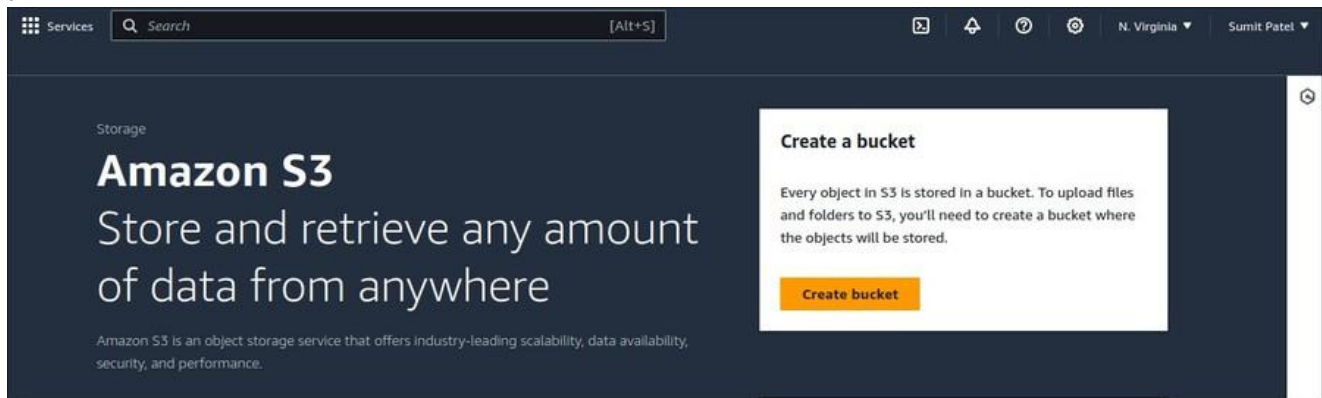 Services Search [Alt+S] N. Virginia ▼ Sumit Patel ▼
Storage
Amazon S3
Store and retrieve any amount
of data from anywhere
Amazon S3 is an object storage service that offers industry-leading scalability, data availability,
security, and performance.
Create a bucket
Every object in S3 is stored in a bucket. To upload files
and folders to S3, you'll need to create a bucket where
the objects will be stored.
Create bucket